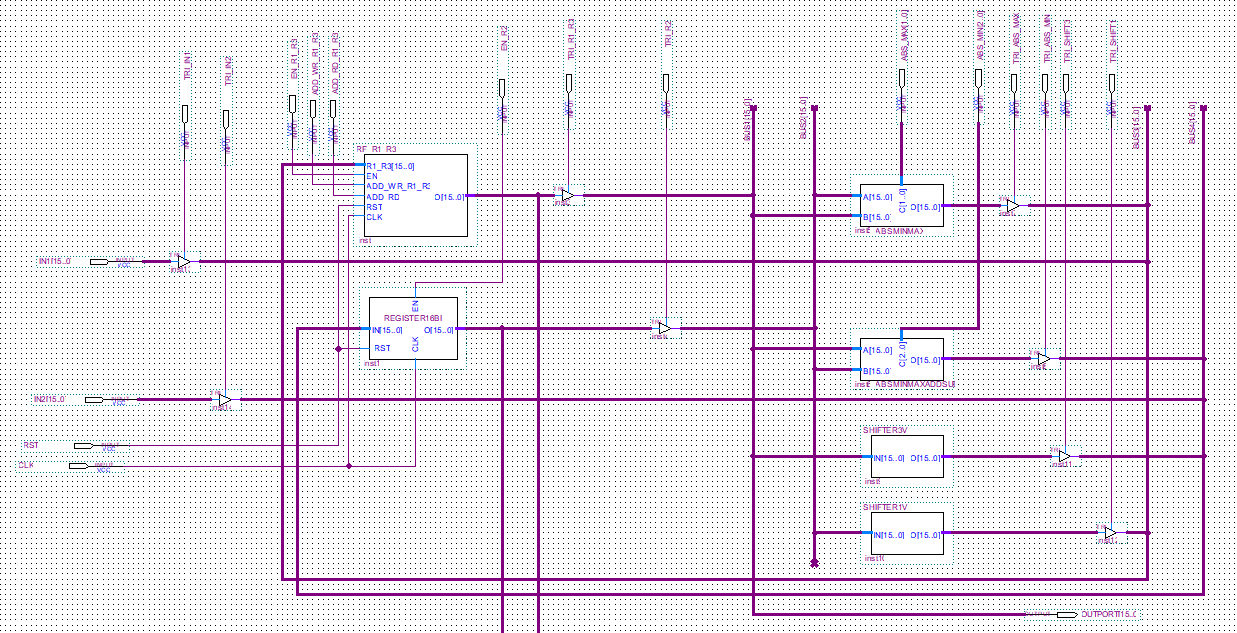 TRI_IN1
TRI_IN2
EN_R1_R3
ADD_WR_R1_R3
ADD_RD_R1_R3
EN_R2
TRI_R1_R3
TRI_R2
BUS1[15..0]
BUS2[15..0]
ABS_MAX[1..0]
ABS_MIN[2..0]
TRI_ABS_MAX
TRI_ABS_MIN
TRI_SHIFT3
TRI_SHIFT1
BUS3[15..0]
BUS4[15..0]
RF_R1_R3
R1_R3[15..0]
EN
ADD_WR_R1_R3
ADD_RD
O[15..0]
RST
CLK
inst
A[15..0]
C[1..0]
O[15..0]
B[15..0]
ABSMINMAX
IN1[15..0]
INPUT
VCC
EN
REGISTER16BI
IN[15..0]
O[15..0]
RST
CLK
inst1
A[15..0]
C[2..0]
O[15..0]
B[15..0]
ABSMINMAXADDSU
IN2[15..0]
RST
CLK
SHIFTER3V
IN[15..0]
O[15..0]
SHIFTER1V
IN[15..0]
O[15..0]
OUTPORT[15..0